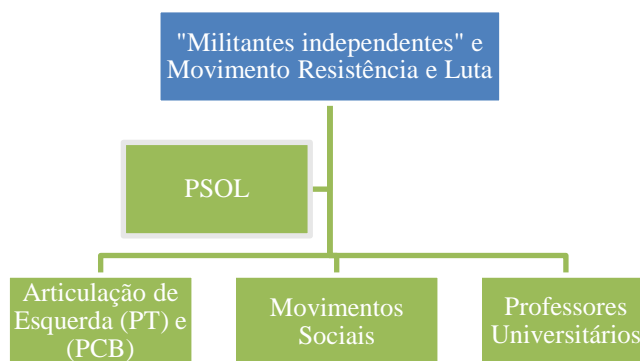 "Militantes independentes" e
Movimento Resistência e Luta
PSOL
Articulação de
Esquerda (PT) e
(PCB)
Movimentos
Sociais
Professores
Universitários